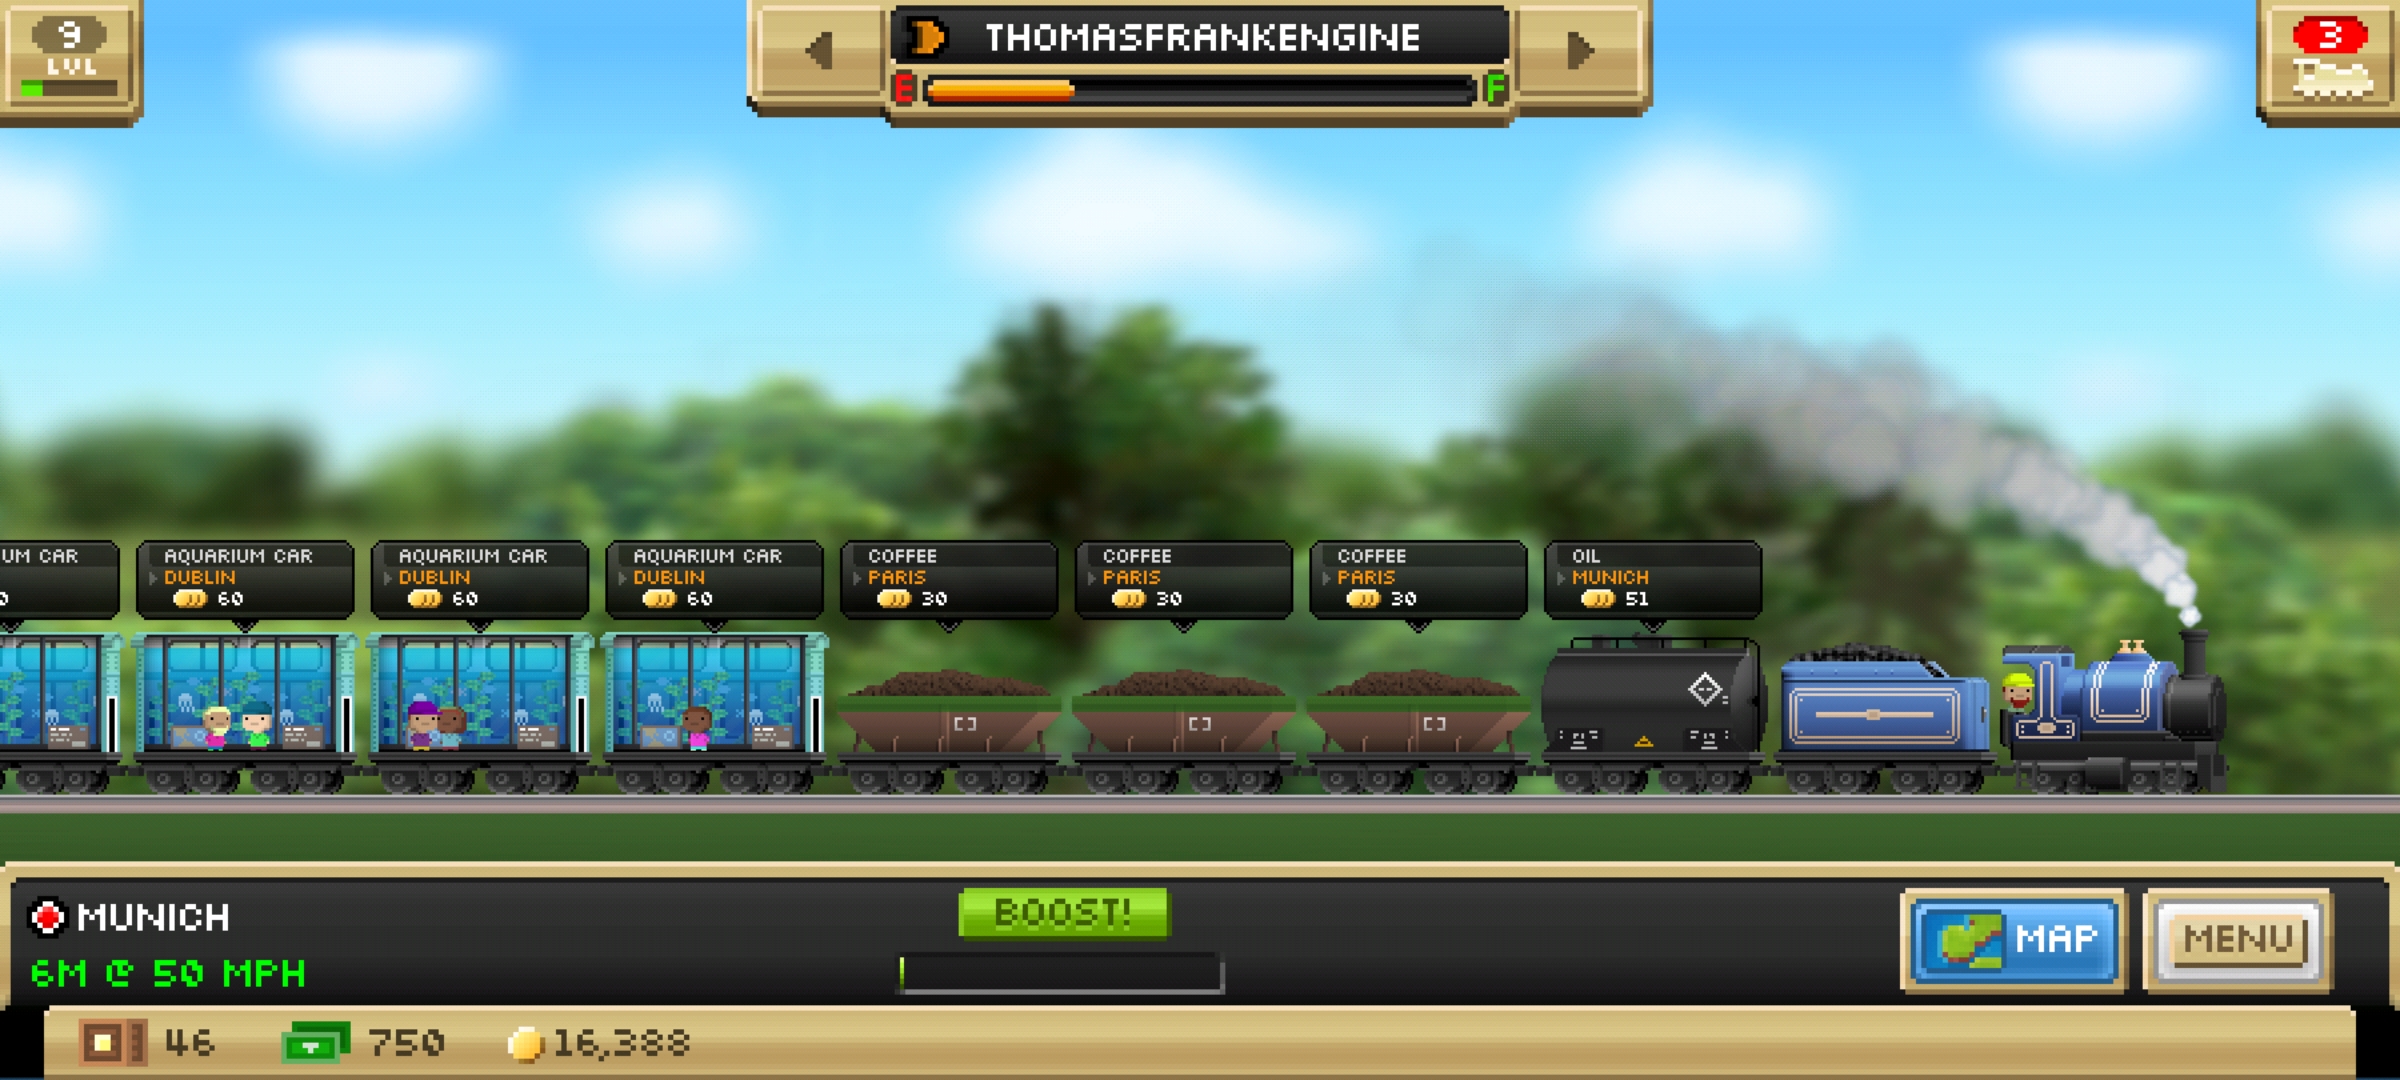 9
LVL
THOMASFRANKENGINE
E F
3
UM CAR
0
AQUARIUM CAR
DUBLIN
60
AQUARIUM CAR
DUBLIN
60
AQUARIUM CAR
DUBLIN
60
COFFEE
PARIS
30
COFFEE
PARIS
30
COFFEE
PARIS
30
OIL
MUNICH
51
MUNICH
6M @ 50 MPH
BOOST!
MAP
MENU
46
750
16,388